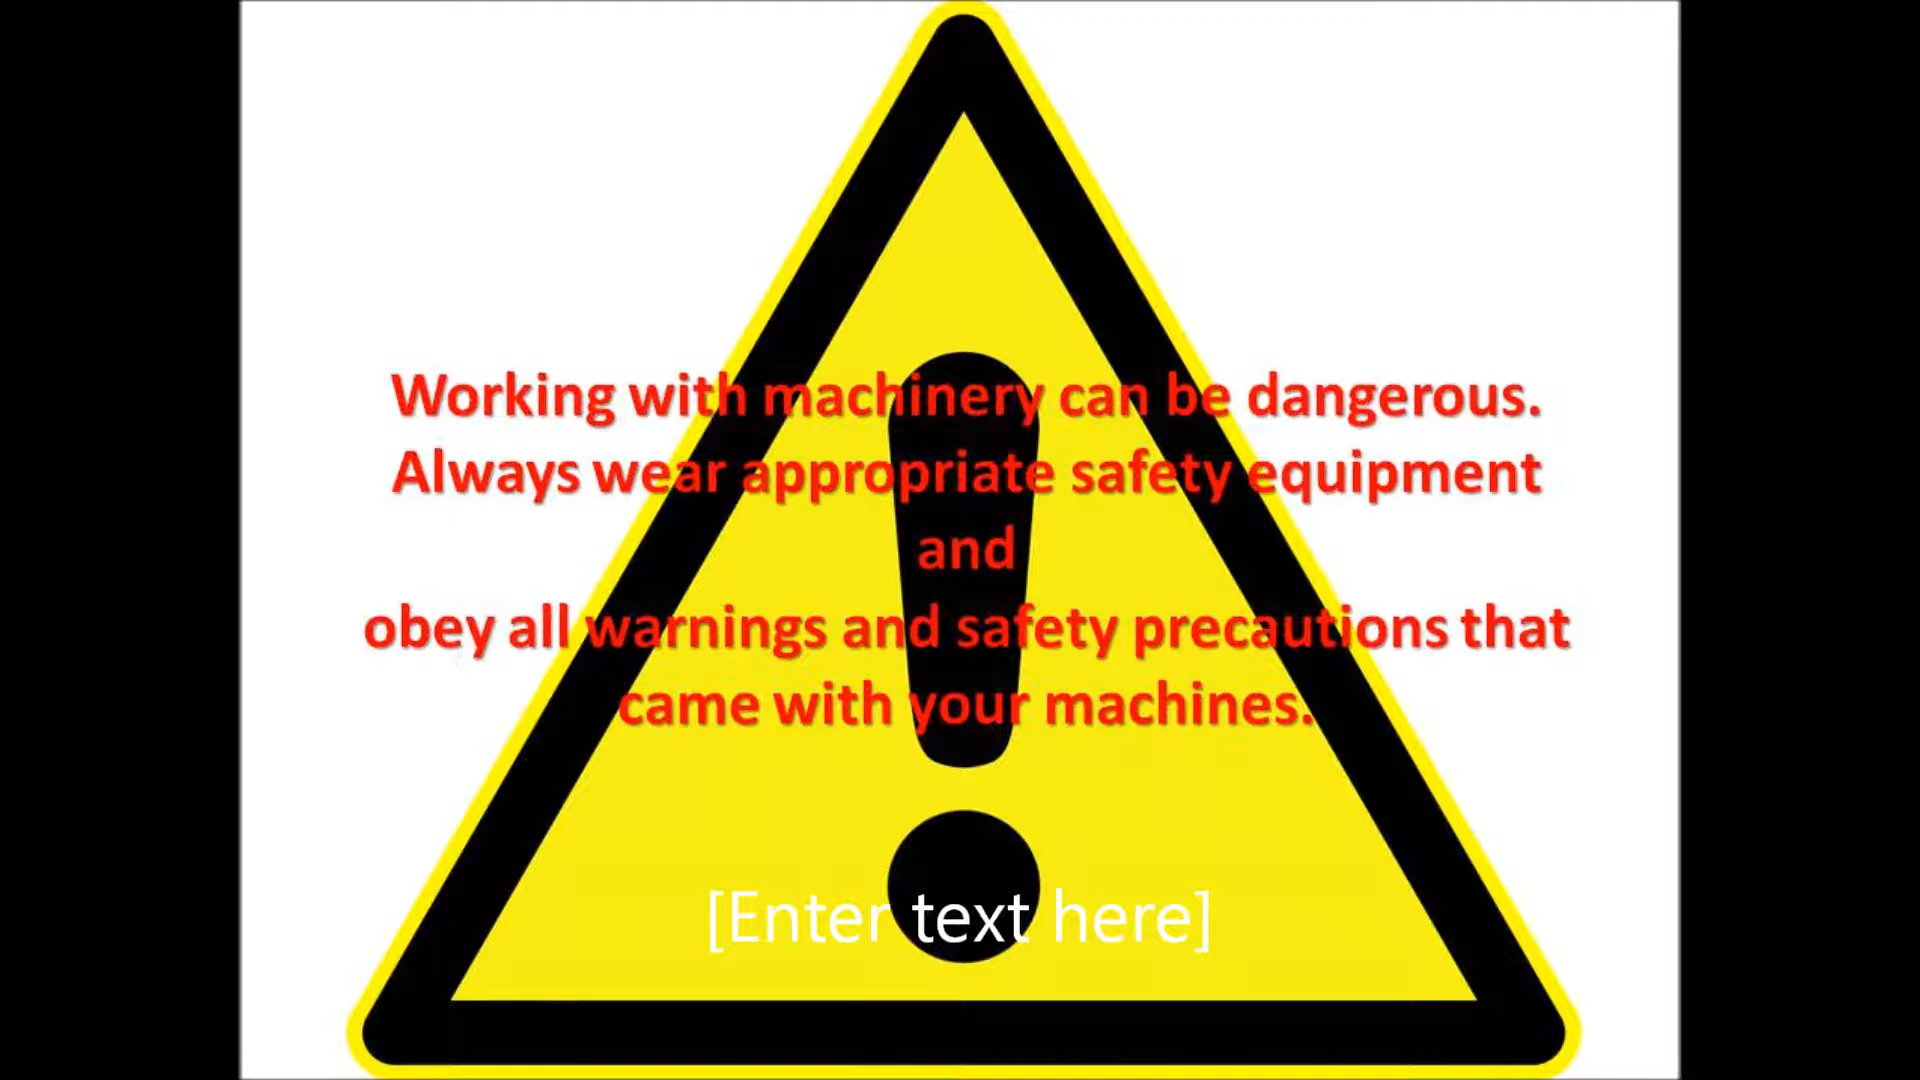 Working with machinery can be dangerous.
Always wear appropriate safety equipment
and
obey all warnings and safety precautions that
came with your machines.
[Enter text here]